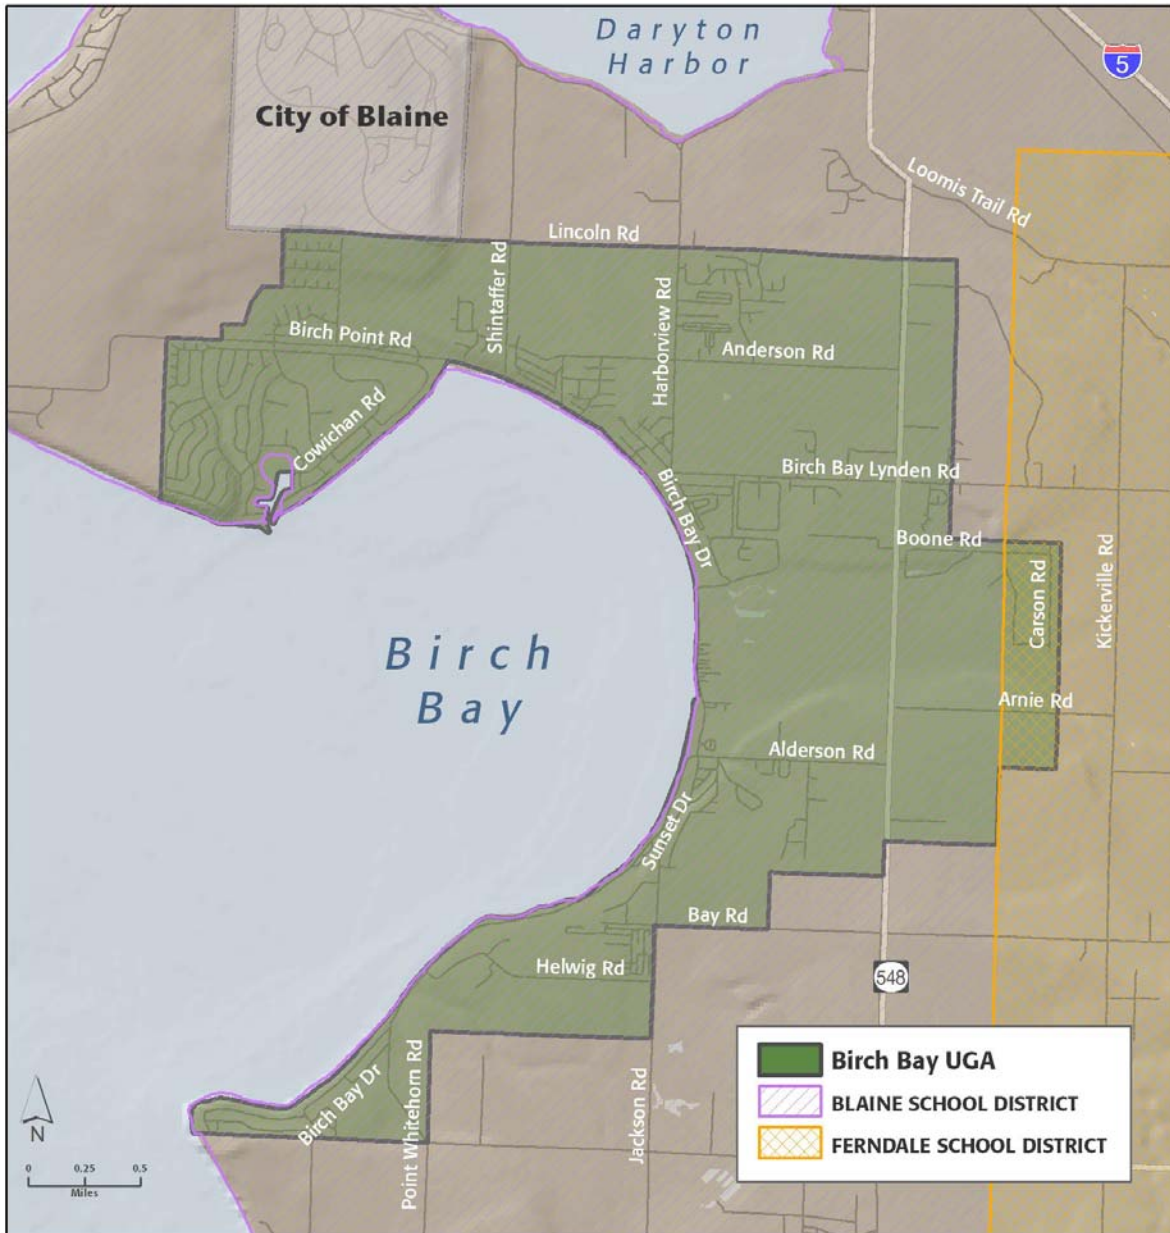 Daryton
Harbor
5
City of Blaine
Loomis Trail Rd
Lincoln Rd
Shintaffer Rd
Harborview Rd
Birch Point Rd
Anderson Rd
Cowichan Rd
Birch Bay Lynden Rd
Birch Bay Dr
Boone Rd
Carson Rd
Kickerville Rd
Birch
Bay
Arnie Rd
Alderson Rd
Sunset Dr
Bay Rd
Helwig Rd
548
Birch Bay Dr
Point Whitehorn Rd
Jackson Rd
Birch Bay UGA
BLAINE SCHOOL DISTRICT
FERNDALE SCHOOL DISTRICT
N
0 0.25 0.5
Miles